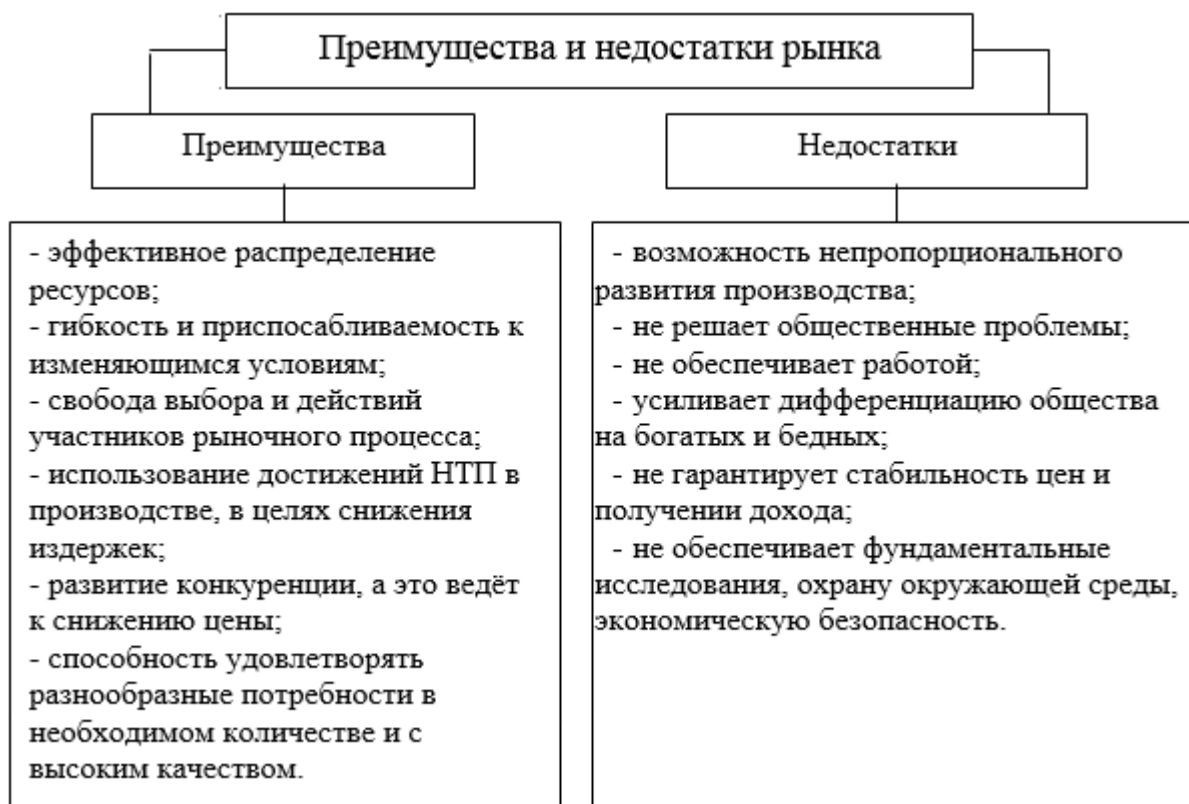 Преимущества и недостатки рынка
Преимущества
Недостатки
- эффективное распределение
ресурсов;
- гибкость и приспосабливаемость к
изменяющимся условиям;
- свобода выбора и действий
участников рыночного процесса;
- использование достижений НТП в
производстве, в целях снижения
издержек;
- развитие конкуренции, а это ведёт
к снижению цены;
- способность удовлетворять
разнообразные потребности в
необходимом количестве и с
высоким качеством.
- возможность непропорционального
развития производства;
- не решает общественные проблемы;
- не обеспечивает работой;
- усиливает дифференциацию общества
на богатых и бедных;
- не гарантирует стабильность цен и
получении дохода;
- не обеспечивает фундаментальные
исследования, охрану окружающей среды,
экономическую безопасность.